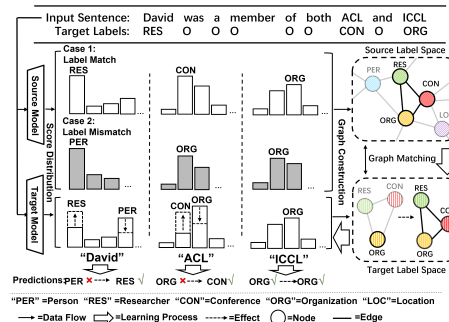 Input Sentence: David was a member of both ACL and ICCL
Target Labels: RES O O O O O CON O ORG
Case 1:
Label Match
RES
CON
ORG
Source Label Space
PER
RES
CON
ORG
LO
Source Model
Score Distribution
Case 2:
Label Mismatch
PER
ORG
ORG
... ... ...
Graph Construction
Graph Matching
Target Model
RES
PER
CON
ORG
ORG
RES
CON
ORG
RES
CO
ORG
Target Label Space
“David” “ACL” “ICCL”
Predictions: PER × RES √ ORG × CON √ ORG √ ORG √
“PER” =Person “RES” =Researcher “CON”=Conference “ORG”=Organization “LOC”=Location
=Data Flow =Learning Process =Effect =Node =Edge